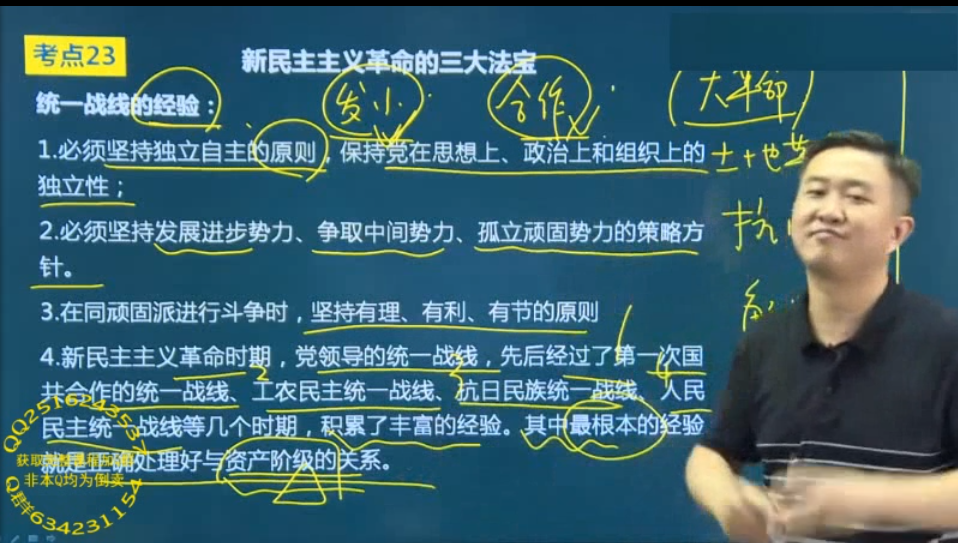 考点23
新民主主义革命的三大法宝
统一战线的经验：
发小
合作
大革命
1.必须坚持独立自主的原则，保持党在思想上、政治上和组织上的
独立性；
土+地
2.必须坚持发展进步势力、争取中间势力、孤立顽固势力的策略方
针。
抗
3.在同顽固派进行斗争时，坚持有理、有利、有节的原则
4.新民主主义革命时期，党领导的统一战线，先后经过了第一次国
共合作的统一战线、工农民主统一战线、抗日民族统一战线、人民
民主统一战线等几个时期，积累了丰富的经验。其中最根本的经验
就是正确处理好与资产阶级的关系。
1
2
3
4
QQ2516243537
非本Q均为倒卖
Q群634231154